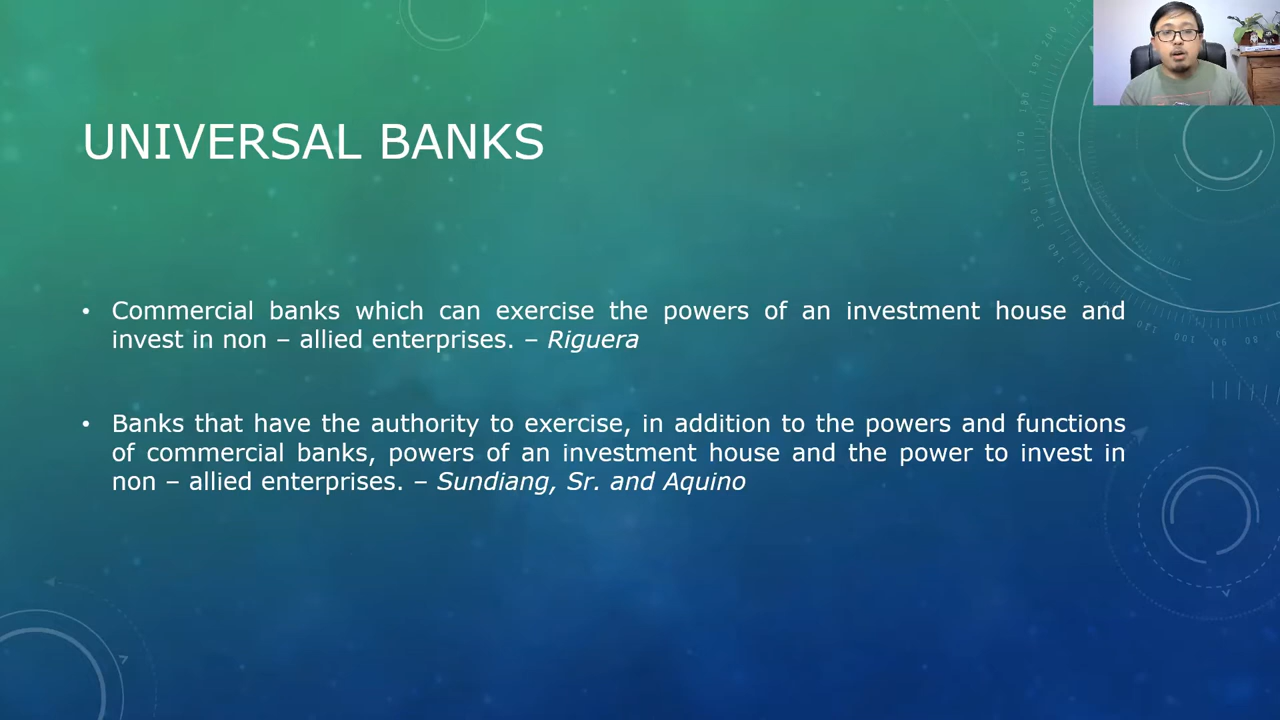 UNIVERSAL BANKS
• Commercial banks which can exercise the powers of an investment house and
invest in non – allied enterprises. – Riguera
• Banks that have the authority to exercise, in addition to the powers and functions
of commercial banks, powers of an investment house and the power to invest in
non – allied enterprises. – Sundiang, Sr. and Aquino